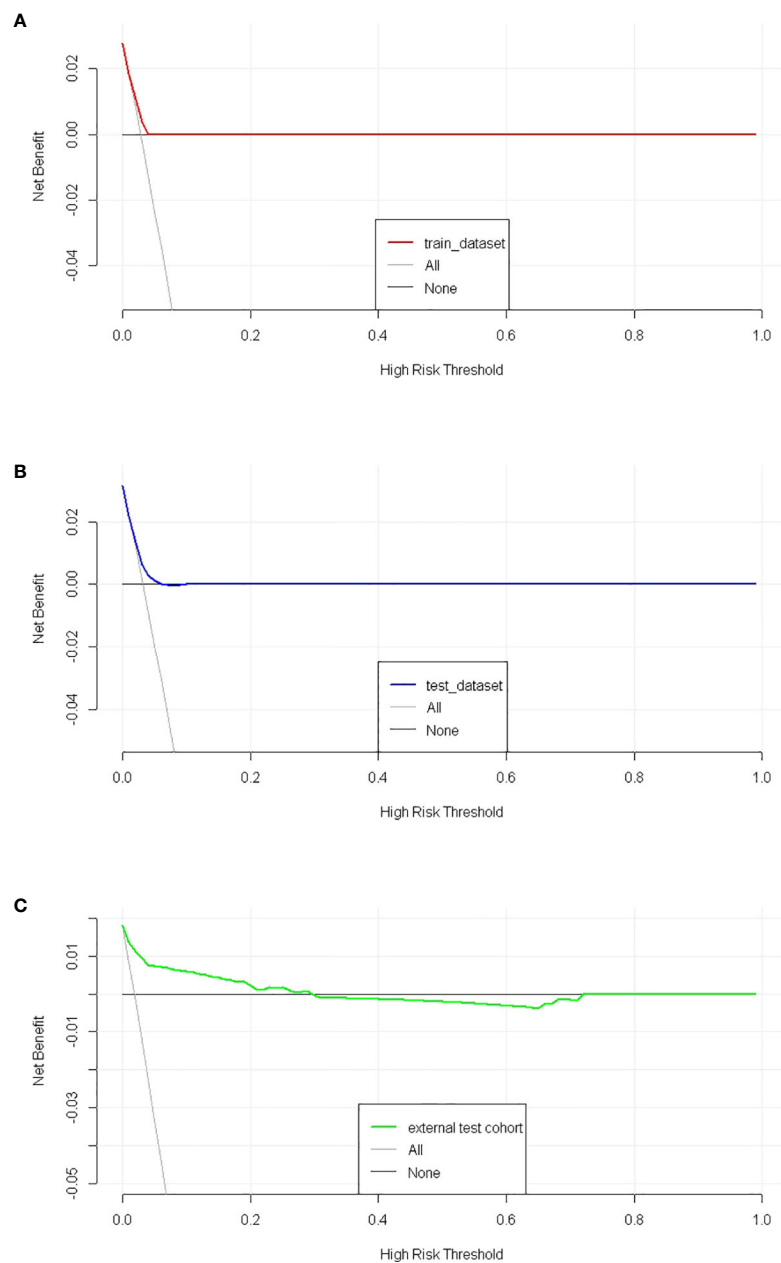 A
0.02
0.00
-0.02
-0.04
Net Benefit
train_dataset
All
None
0.0 0.2 0.4 0.6 0.8 1.0
High Risk Threshold
B
0.02
0.00
-0.02
-0.04
Net Benefit
test_dataset
All
None
0.0 0.2 0.4 0.6 0.8 1.0
High Risk Threshold
C
0.01
-0.01
-0.03
-0.05
Net Benefit
external test cohort
All
None
0.0 0.2 0.4 0.6 0.8 1.0
High Risk Threshold